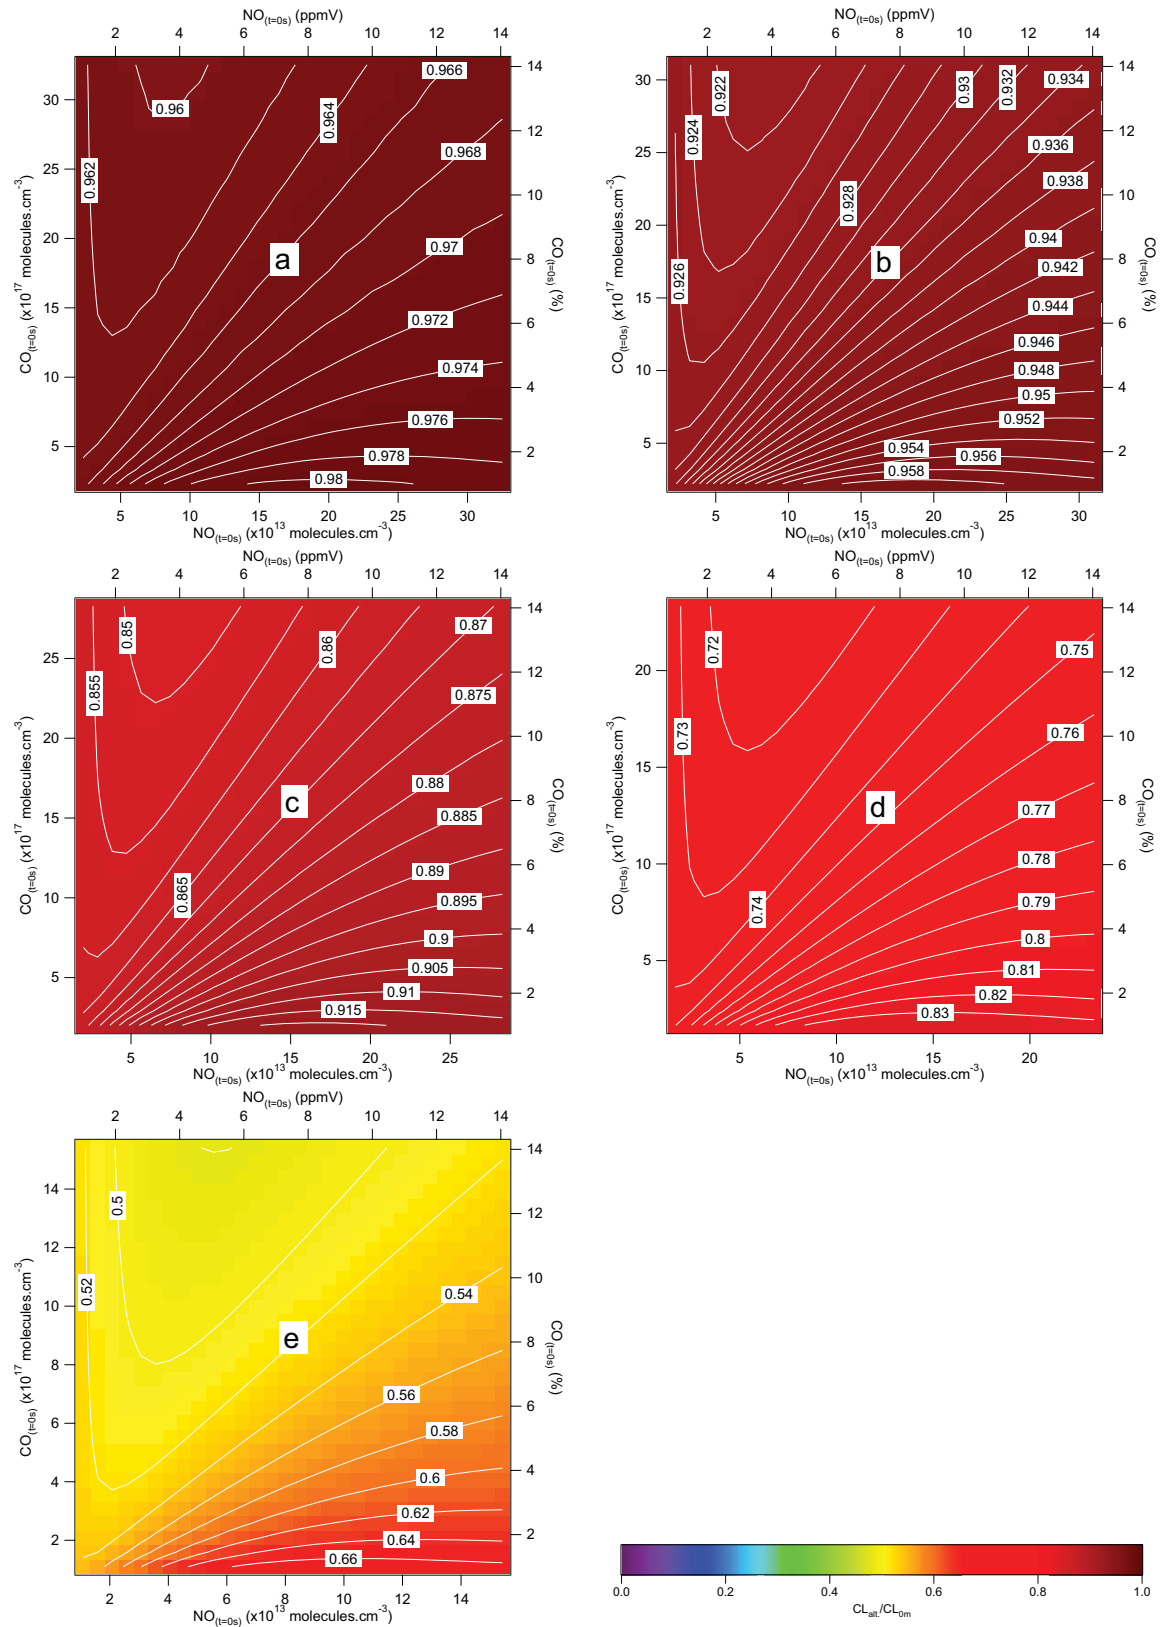 NO(t=0s) (ppmV)
2 4 6 8 10 12 14
30 25 20 15 10 5
CO(t=0s) (x10^17 molecules.cm^-3)
0.96 0.962 0.964 0.966 0.968 0.97 0.972 0.974 0.976 0.978 0.98
a
14 12 10 8 6 4 2
CO(t=0s) (%)
5 10 15 20 25 30
NO(t=0s) (x10^13 molecules.cm^-3)
NO(t=0s) (ppmV)
2 4 6 8 10 12 14
30 25 20 15 10 5
CO(t=0s) (x10^17 molecules.cm^-3)
0.922 0.924 0.926 0.928 0.93 0.932 0.934 0.936 0.938 0.94 0.942 0.944 0.946 0.948 0.95 0.952 0.954 0.956 0.958
b
14 12 10 8 6 4 2
CO(t=0s) (%)
5 10 15 20 25 30
NO(t=0s) (x10^13 molecules.cm^-3)
NO(t=0s) (ppmV)
2 4 6 8 10 12 14
25 20 15 10 5
CO(t=0s) (x10^17 molecules.cm^-3)
0.85 0.855 0.86 0.865 0.87 0.875 0.88 0.885 0.89 0.895 0.9 0.905 0.91 0.915
c
14 12 10 8 6 4 2
CO(t=0s) (%)
5 10 15 20 25
NO(t=0s) (x10^13 molecules.cm^-3)
NO(t=0s) (ppmV)
2 4 6 8 10 12 14
20 15 10 5
CO(t=0s) (x10^17 molecules.cm^-3)
0.72 0.73 0.74 0.75 0.76 0.77 0.78 0.79 0.8 0.81 0.82 0.83
d
14 12 10 8 6 4 2
CO(t=0s) (%)
5 10 15 20
NO(t=0s) (x10^13 molecules.cm^-3)
NO(t=0s) (ppmV)
2 4 6 8 10 12 14
14 12 10 8 6 4 2
CO(t=0s) (x10^17 molecules.cm^-3)
0.5 0.52 0.54 0.56 0.58 0.6 0.62 0.64 0.66
e
14 12 10 8 6 4 2
CO(t=0s) (%)
2 4 6 8 10 12 14
NO(t=0s) (x10^13 molecules.cm^-3)
0.0 0.2 0.4 0.6 0.8 1.0
CLalt./CL0m